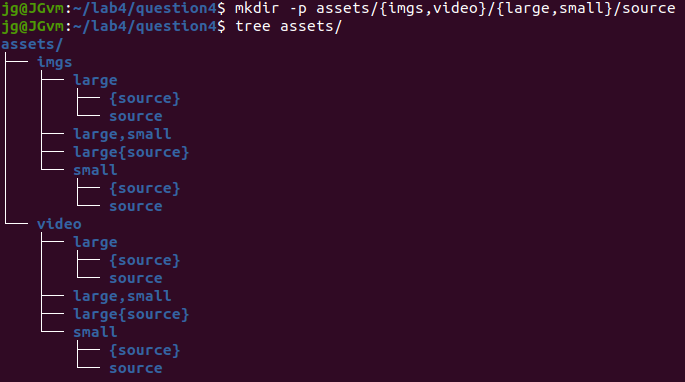 jg@JGvm:~/lab4/question4$ mkdir -p assets/{imgs,video}/{large,small}/source
jg@JGvm:~/lab4/question4$ tree assets/
assets/
├── imgs
│   ├── large
│   │   ├── {source}
│   │   └── source
│   ├── large,small
│   ├── large{source}
│   └── small
│       ├── {source}
│       └── source
└── video
    ├── large
    │   ├── {source}
    │   └── source
    ├── large,small
    ├── large{source}
    └── small
        ├── {source}
        └── source